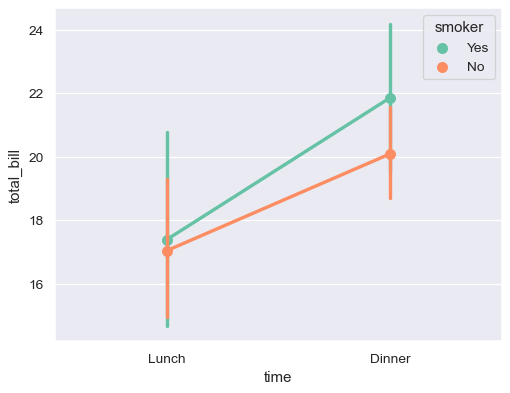 24
22
20
18
16
total_bill
Lunch
Dinner
time
smoker
Yes
No